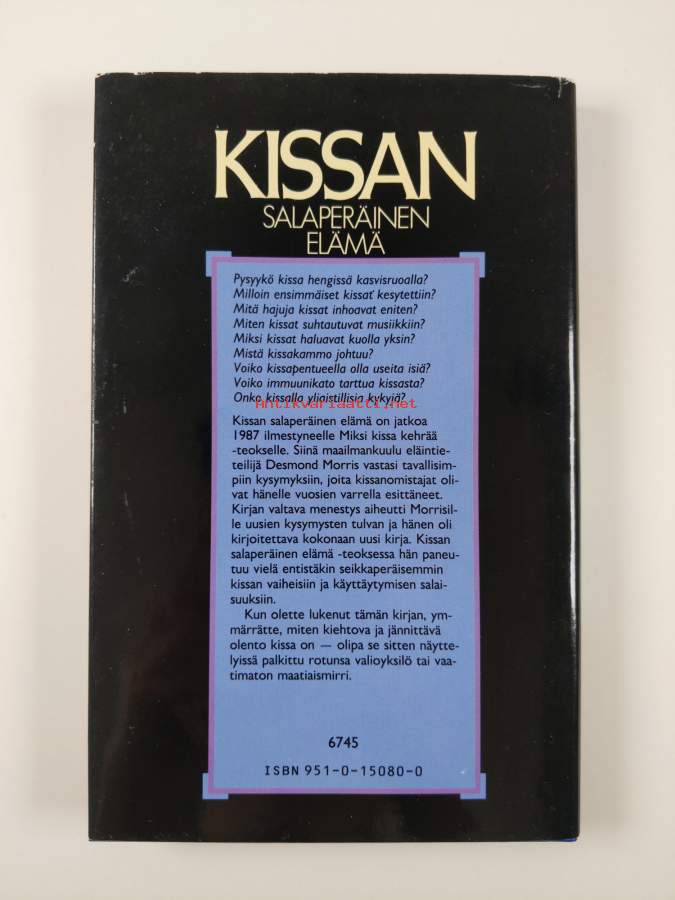 KISSAN
SALAPERÄINEN
ELÄMÄ
Pysyykö kissa hengissä kasvisruoalla?
Milloin ensimmäiset kissat kesytettiin?
Mitä hajuja kissat inhoavat eniten?
Miten kissat suhtautuvat musiikkiin?
Miksi kissat haluavat kuolla yksin?
Mistä kissakammo johtuu?
Voiko kissapentueella olla useita isiä?
Voiko immuunikato tarttua kissasta?
Onko kissalla yliaistillisia kykyjä?
Antikvariaatti.net
Kissan salaperäinen elämä on jatkoa
1987 ilmestyneelle Miksi kissa kehrää
-teokselle. Siinä maailmankuulu eläintie-
teilijä Desmond Morris vastasi tavallisim-
piin kysymyksiin, joita kissanomistajat oli-
vat hänelle vuosien varrella esittäneet.
Kirjan valtava menestys aiheutti Morrisil-
le uusien kysymysten tulvan ja hänen oli
kirjoitettava kokonaan uusi kirja. Kissan
salaperäinen elämä -teoksessa hän paneu-
tuu vielä entistäkin seikkaperäisemmin
kissan vaiheisiin ja käyttäytymisen salai-
suuksiin.
Kun olette lukenut tämän kirjan, ym-
märrätte, miten kiehtova ja jännittävä
olento kissa on — olipa se sitten näytte-
lyissä palkittu rotunsa valioyksilö tai vaa-
timaton maatiaismirri.
6745
ISBN 951-0-15080-0